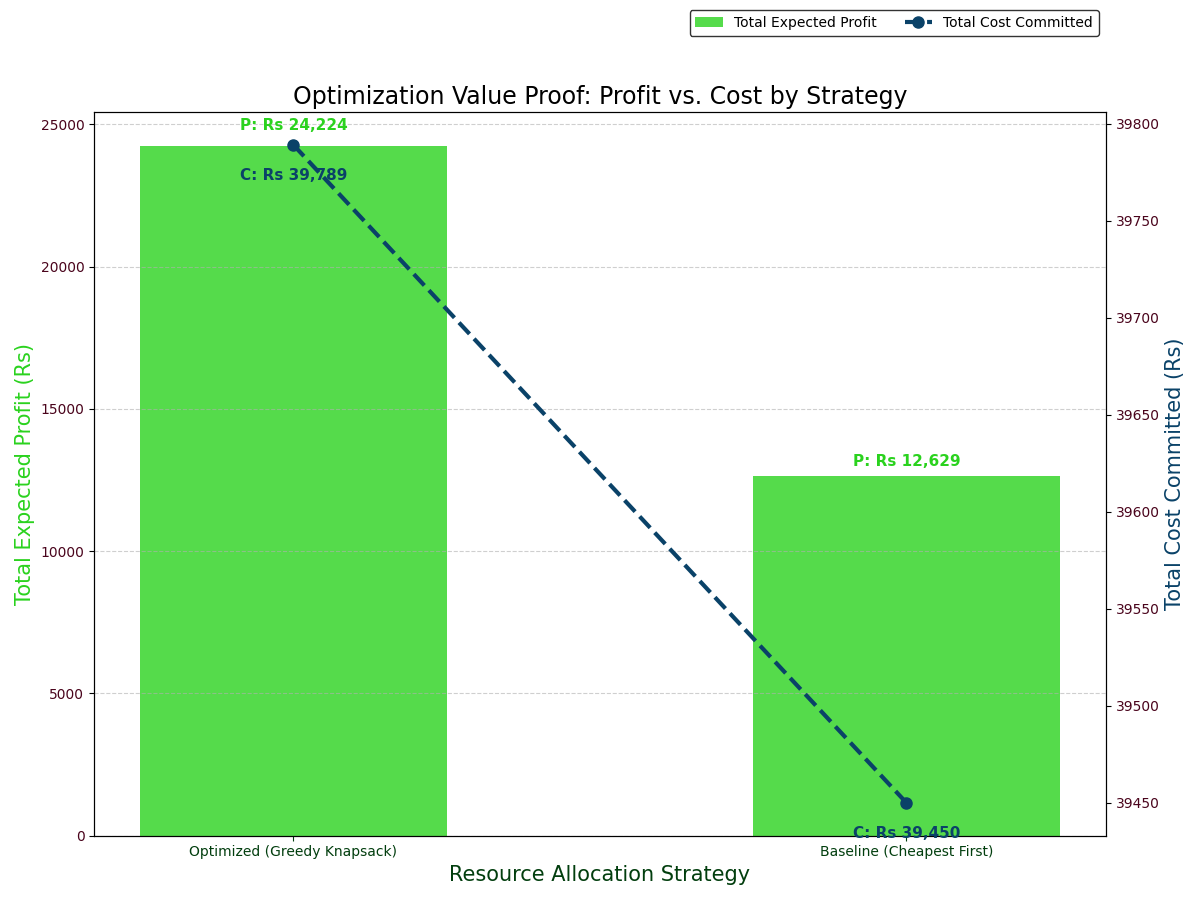 Total Expected Profit
Total Cost Committed
Optimization Value Proof: Profit vs. Cost by Strategy
25000
20000
15000
10000
5000
0
Total Expected Profit (Rs)
P: Rs 24,224
C: Rs 39,789
P: Rs 12,629
C: Rs 39,450
39800
39750
39700
39650
39600
39550
39500
39450
Total Cost Committed (Rs)
Optimized (Greedy Knapsack)
Baseline (Cheapest First)
Resource Allocation Strategy